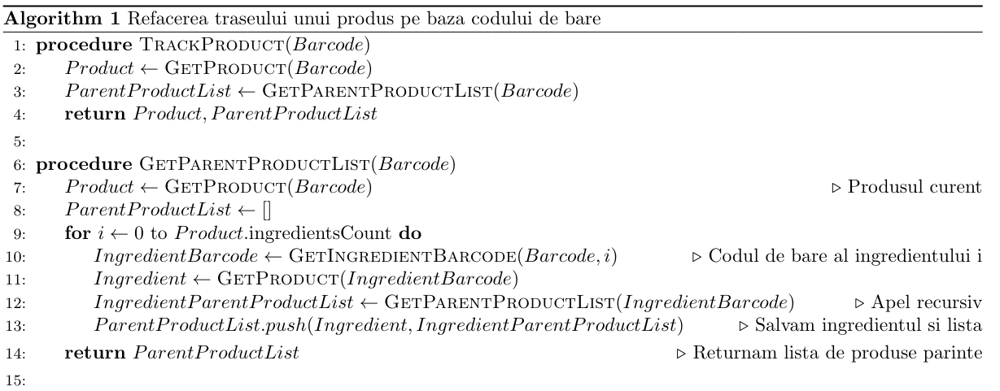 Algorithm 1 Refacerea traseului unui produs pe baza codului de bare
1: procedure TrackProduct(Barcode)
2: Product ← GetProduct(Barcode)
3: ParentProductList ← GetParentProductList(Barcode)
4: return Product, ParentProductList
5:
6: procedure GetParentProductList(Barcode)
7: Product ← GetProduct(Barcode) ▷ Produsul curent
8: ParentProductList ← []
9: for i ← 0 to Product.ingredientsCount do
10: IngredientBarcode ← GetIngredientBarcode(Barcode, i) ▷ Codul de bare al ingredientului i
11: Ingredient ← GetProduct(IngredientBarcode)
12: IngredientParentProductList ← GetParentProductList(IngredientBarcode) ▷ Apel recursiv
13: ParentProductList.push(Ingredient, IngredientParentProductList) ▷ Salvam ingredientul si lista
14: return ParentProductList ▷ Returnam lista de produse parinte
15: